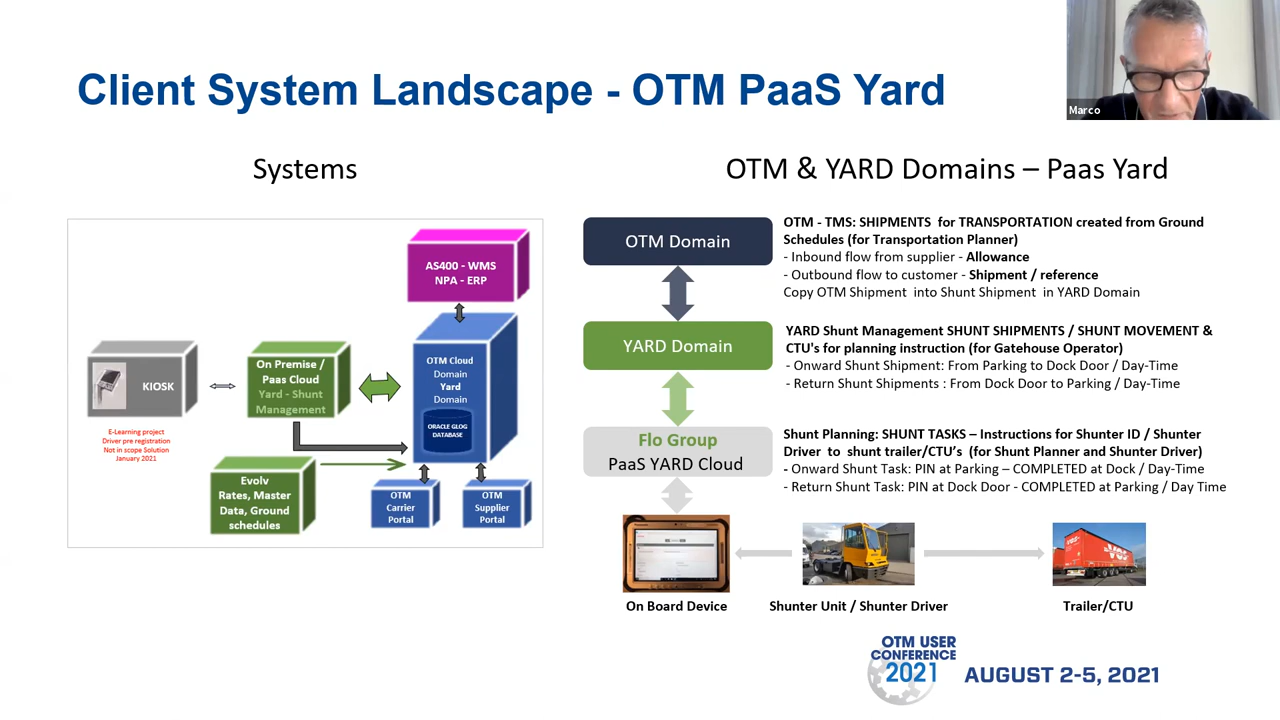 Client System Landscape - OTM PaaS Yard
Marco
Systems
AS400 - WMS
NPA - ERP
KIOSK
On Premise /
Paas Cloud
Yard - Shunt
Management
OTM Cloud
Domain
Yard
Domain
ORACLE GLOG
DATABASE
E-Learning project
Driver pre registration
Not in scope Solution
January 2021
Evolv
Rates, Master
Data, Ground
schedules
OTM
Carrier
Portal
OTM
Supplier
Portal
OTM & YARD Domains – Paas Yard
OTM Domain
OTM - TMS: SHIPMENTS for TRANSPORTATION created from Ground
Schedules (for Transportation Planner)
- Inbound flow from supplier - Allowance
- Outbound flow to customer - Shipment / reference
Copy OTM Shipment into Shunt Shipment in YARD Domain
YARD Domain
YARD Shunt Management SHUNT SHIPMENTS / SHUNT MOVEMENT &
CTU's for planning instruction (for Gatehouse Operator)
- Onward Shunt Shipment: From Parking to Dock Door / Day-Time
- Return Shunt Shipments : From Dock Door to Parking / Day-Time
Flo Group
PaaS YARD Cloud
Shunt Planning: SHUNT TASKS – Instructions for Shunter ID / Shunter
Driver to shunt trailer/CTU’s (for Shunt Planner and Shunter Driver)
- Onward Shunt Task: PIN at Parking – COMPLETED at Dock / Day-Time
- Return Shunt Task: PIN at Dock Door - COMPLETED at Parking / Day Time
On Board Device
Shunter Unit / Shunter Driver
Trailer/CTU
OTM USER
CONFERENCE
2021
AUGUST 2-5, 2021